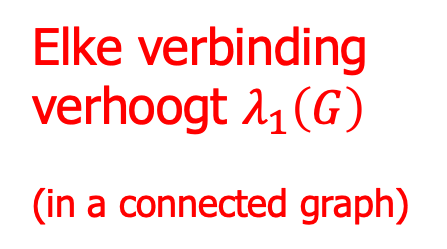 Elke verbinding
verhoogt λ₁(G)
(in a connected graph)